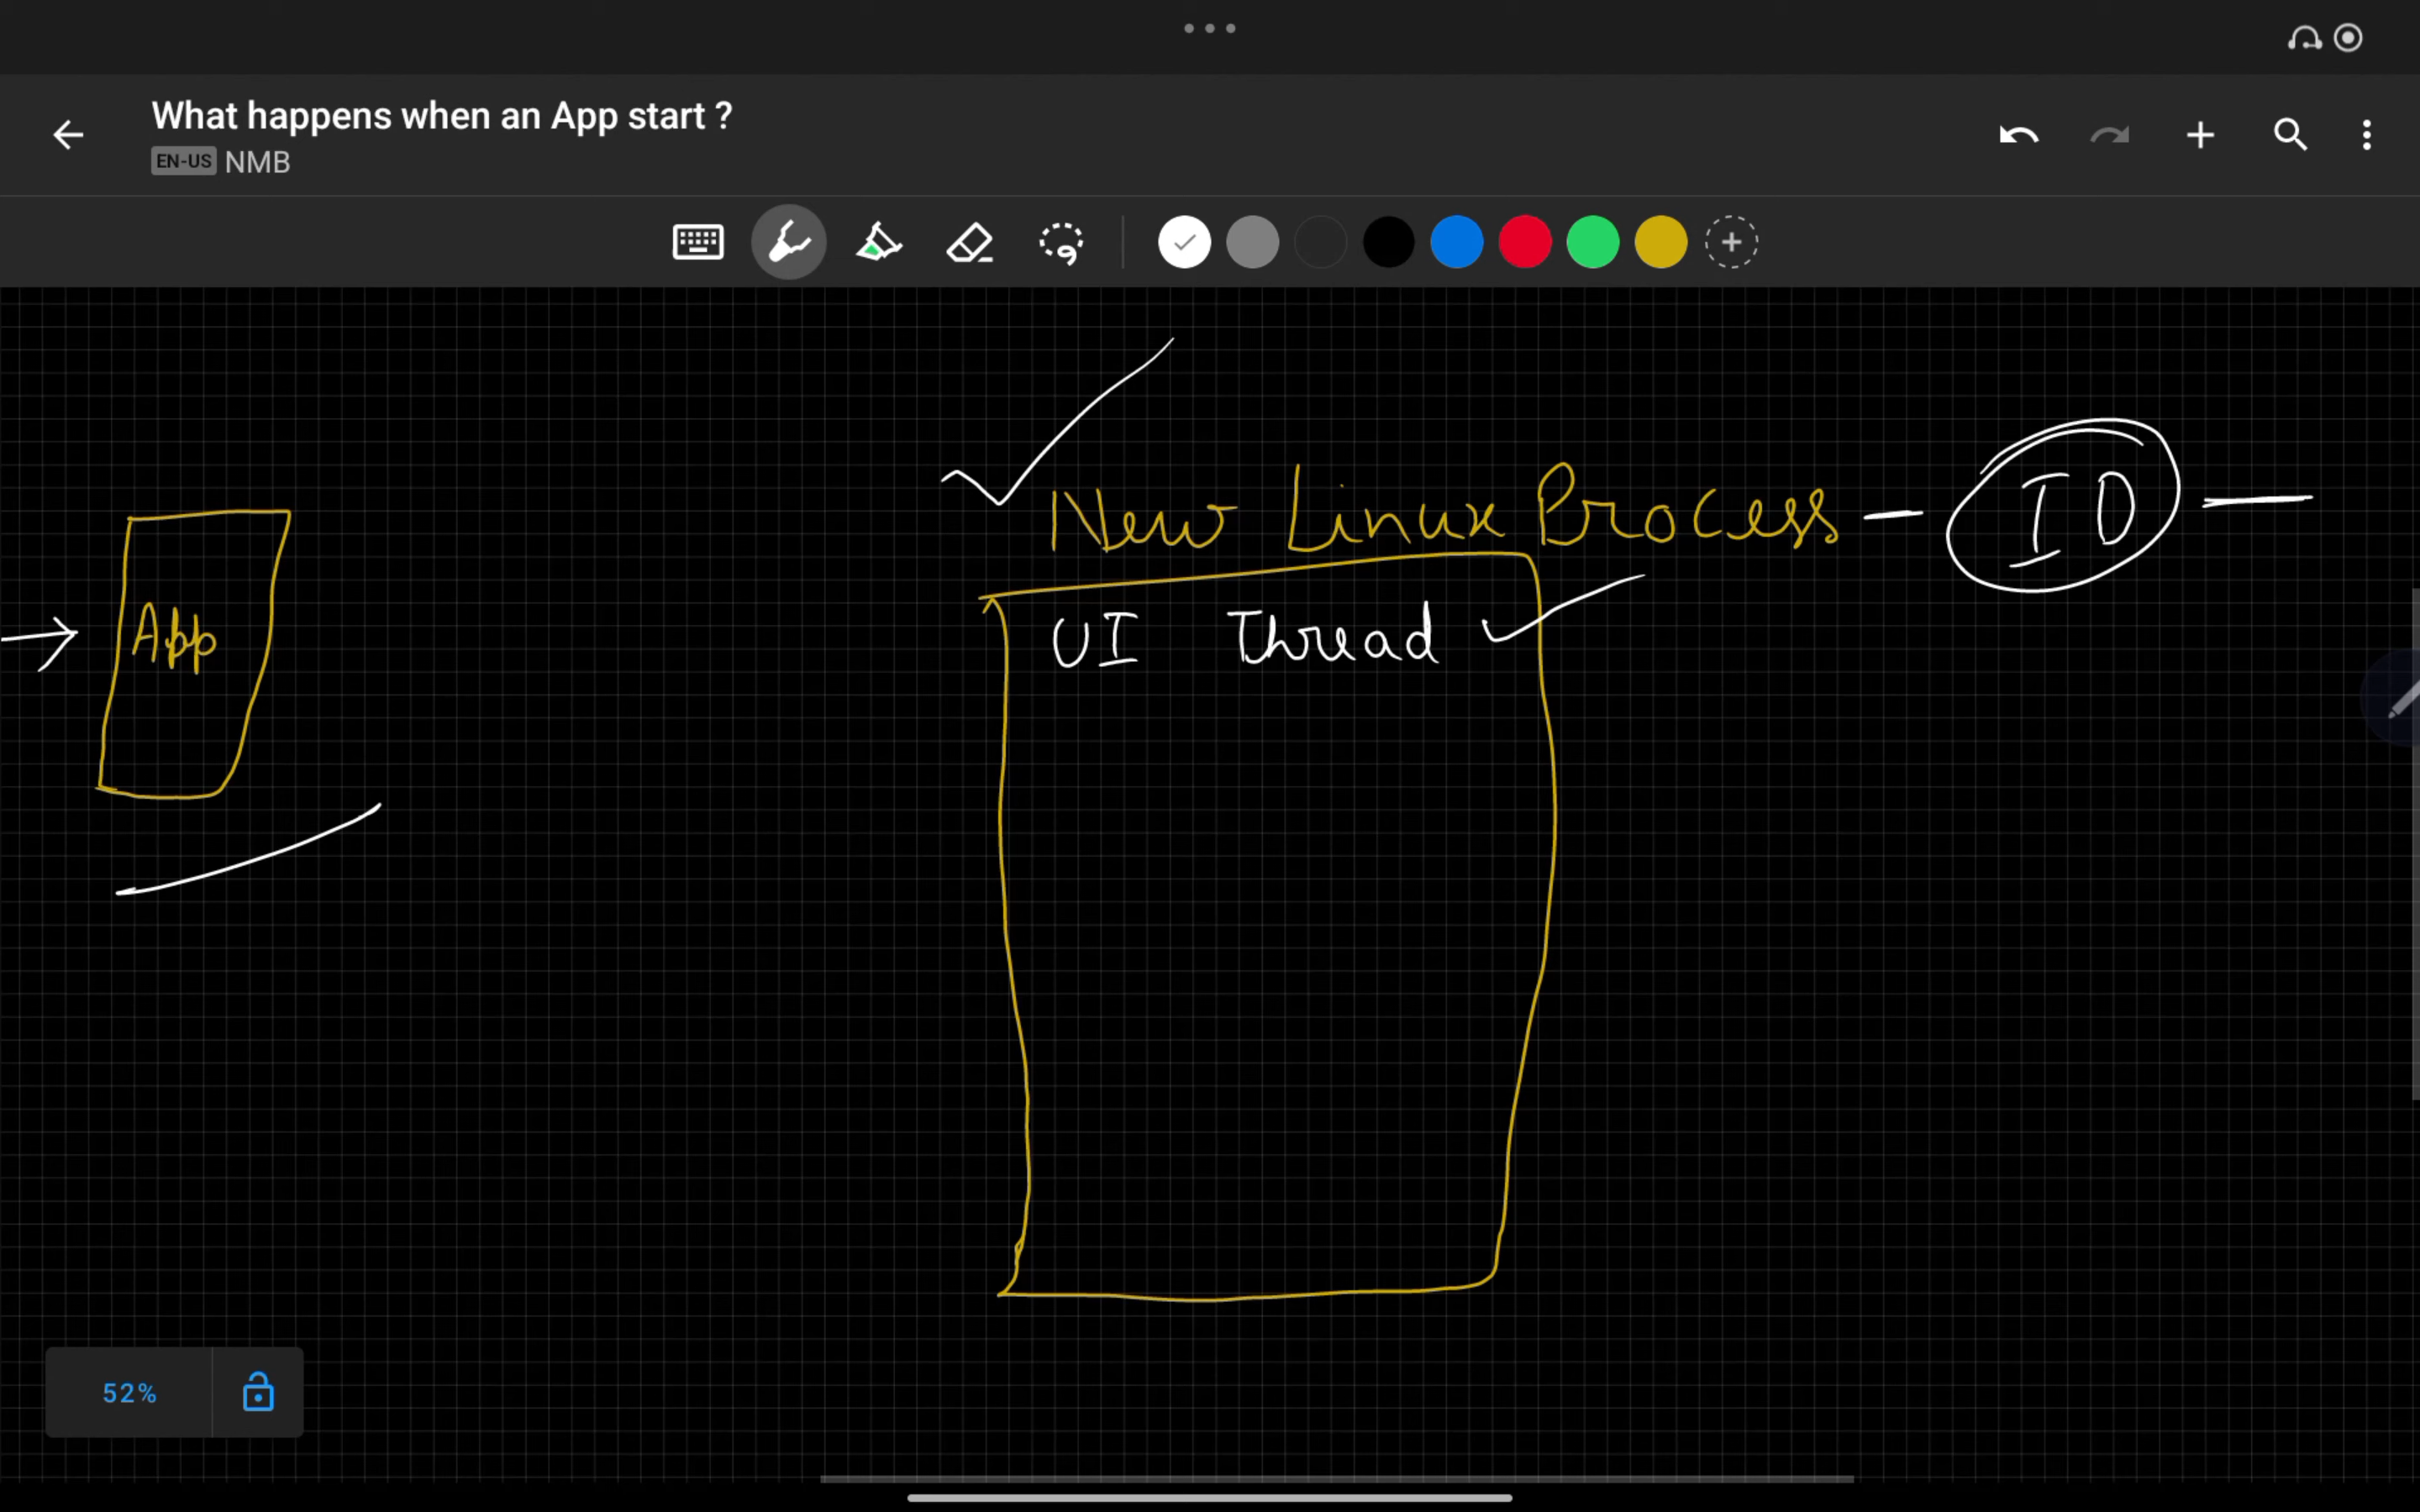 What happens when an App start ?
EN-US NMB
New Linux Process - ID -
App
UI Thread
52%